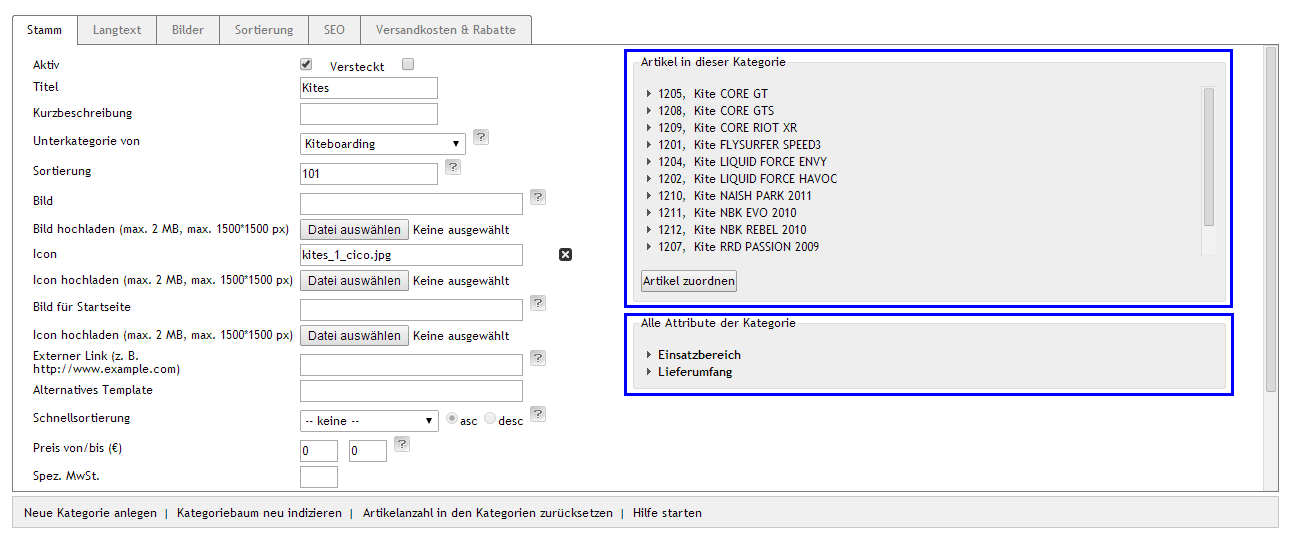 Stamm Langtext Bilder Sortierung SEO Versandkosten & Rabatte
Aktiv Versteckt
Titel Kites
Kurzbeschreibung
Unterkategorie von Kiteboarding ?
Sortierung 101 ?
Bild ?
Bild hochladen (max. 2 MB, max. 1500*1500 px) Datei auswählen Keine ausgewählt
Icon kites_1_cico.jpg
Icon hochladen (max. 2 MB, max. 1500*1500 px) Datei auswählen Keine ausgewählt
Bild für Startseite ?
Icon hochladen (max. 2 MB, max. 1500*1500 px) Datei auswählen Keine ausgewählt
Externer Link (z. B.
http://www.example.com) ?
Alternatives Template
Schnellsortierung -- keine -- asc desc ?
Preis von/bis (€) 0 0 ?
Spez. MwSt.
Artikel in dieser Kategorie
1205, Kite CORE GT
1208, Kite CORE GTS
1209, Kite CORE RIOT XR
1201, Kite FLYSURFER SPEED3
1204, Kite LIQUID FORCE ENVY
1202, Kite LIQUID FORCE HAVOC
1210, Kite NAISH PARK 2011
1211, Kite NBK EVO 2010
1212, Kite NBK REBEL 2010
1207, Kite RRD PASSION 2009
Artikel zuordnen
Alle Attribute der Kategorie
Einsatzbereich
Lieferumfang
Neue Kategorie anlegen | Kategoriebaum neu indizieren | Artikelanzahl in den Kategorien zurücksetzen | Hilfe starten